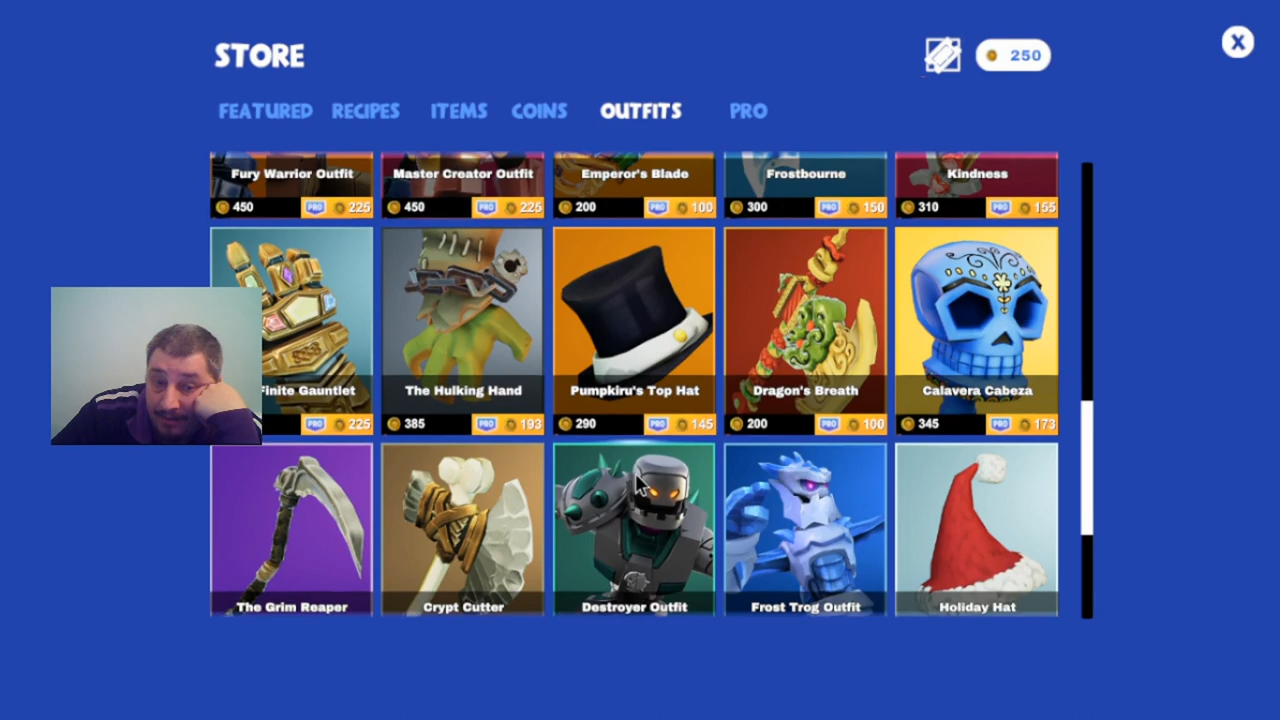 STORE
250
X
FEATURED RECIPES ITEMS COINS OUTFITS PRO
Fury Warrior Outfit Master Creator Outfit Emperor's Blade Frostbourne Kindness
450 PRO 225 450 PRO 225 200 PRO 100 300 PRO 150 310 PRO 155
finite Gauntlet The Hulking Hand Pumpkiru's Top Hat Dragon's Breath Calavera Cabeza
PRO 225 385 PRO 193 290 PRO 145 200 PRO 100 345 PRO 173
The Grim Reaper Crypt Cutter Destroyer Outfit Frost Trog Outfit Holiday Hat